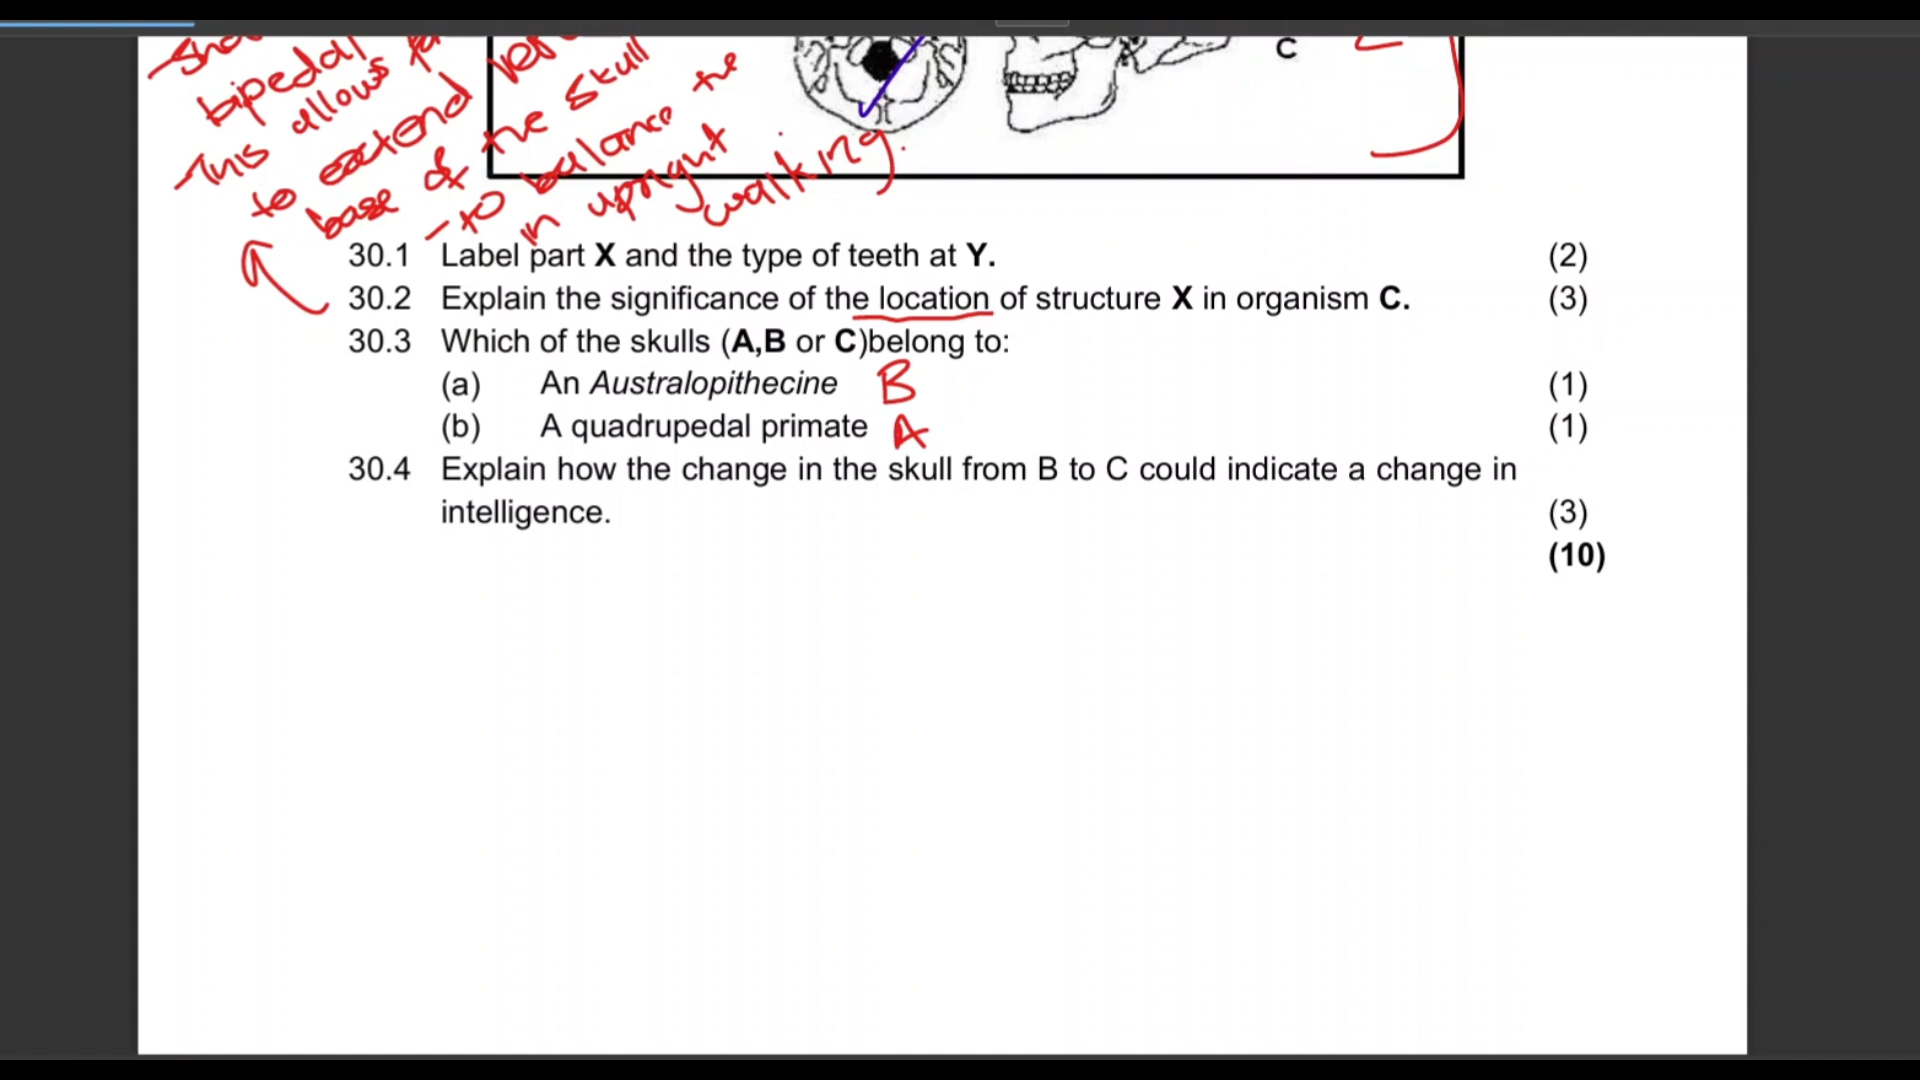 C
bipedal
This allows
to extend
base of the skull
- to balance the
in upright
walking.
30.1 Label part X and the type of teeth at Y. (2)
30.2 Explain the significance of the location of structure X in organism C. (3)
30.3 Which of the skulls (A,B or C)belong to:
(a) An Australopithecine B (1)
(b) A quadrupedal primate A (1)
30.4 Explain how the change in the skull from B to C could indicate a change in
intelligence. (3)
(10)